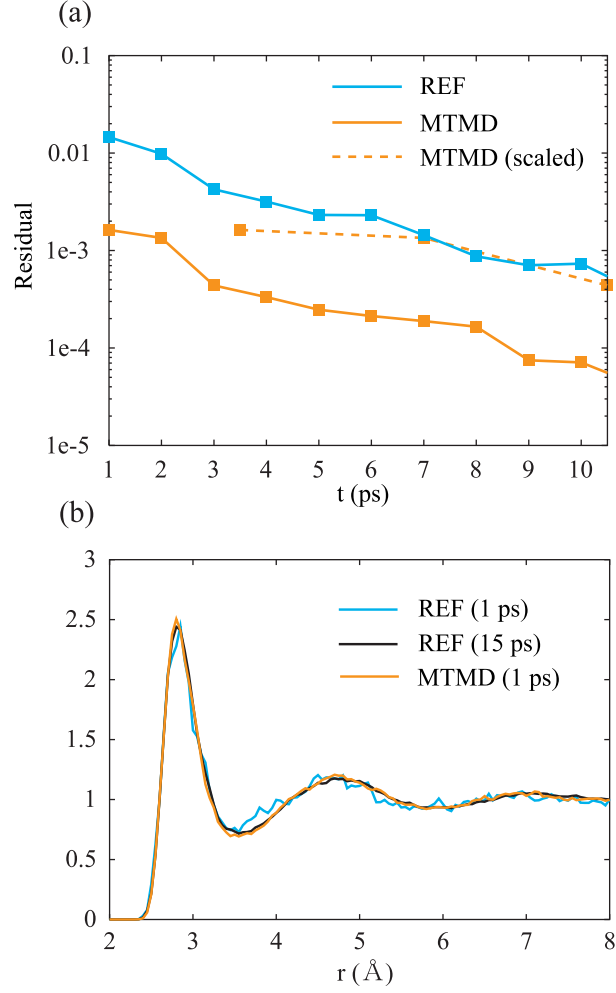 (a)
0.1
REF
MTMD
MTMD (scaled)
0.01
Residual
1e-3
1e-4
1e-5
1 2 3 4 5 6 7 8 9 10
t (ps)
(b)
3
REF (1 ps)
REF (15 ps)
MTMD (1 ps)
2.5
2
1.5
1
0.5
0
2 3 4 5 6 7 8
r (Å)